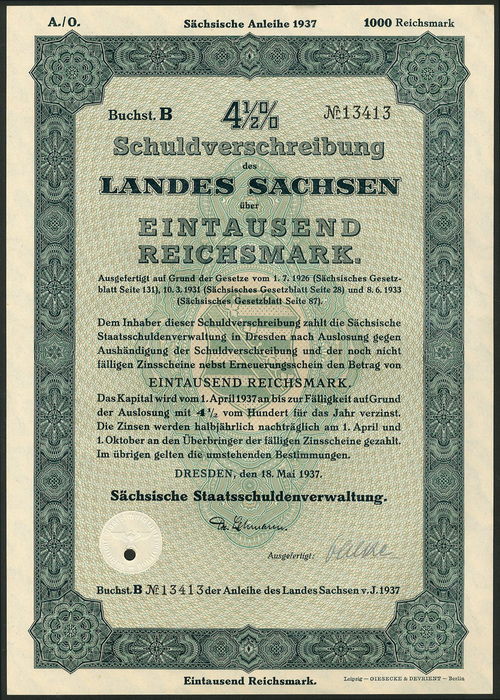 A./O.
Sächsische Anleihe 1937
1000 Reichsmark
Buchst. B
4½%
№13413
Schuldverschreibung
des
LANDES SACHSEN
über
EINTAUSEND
REICHSMARK.
Ausgefertigt auf Grund der Gesetze vom 1. 7. 1926 (Sächsisches Gesetz-
blatt Seite 131), 10. 3. 1931 (Sächsisches Gesetzblatt Seite 28) und 8. 6. 1933
(Sächsisches Gesetzblatt Seite 87).
Dem Inhaber dieser Schuldverschreibung zahlt die Sächsische
Staatsschuldenverwaltung in Dresden nach Auslosung gegen
Aushändigung der Schuldverschreibung und der noch nicht
fälligen Zinsscheine nebst Erneuerungsschein den Betrag von
EINTAUSEND REICHSMARK.
Das Kapital wird vom 1. April 1937 an bis zur Fälligkeit auf Grund
der Auslosung mit 4½ vom Hundert für das Jahr verzinst.
Die Zinsen werden halbjährlich nachträglich am 1. April und
1. Oktober an den Überbringer der fälligen Zinsscheine gezahlt.
Im übrigen gelten die umstehenden Bestimmungen.
DRESDEN, den 18. Mai 1937.
Sächsische Staatsschuldenverwaltung.
Ausgefertigt:
Buchst. B № 13413 der Anleihe des Landes Sachsen v. J. 1937
Eintausend Reichsmark.
Leipzig – GIESECKE & DEVRIENT – Berlin